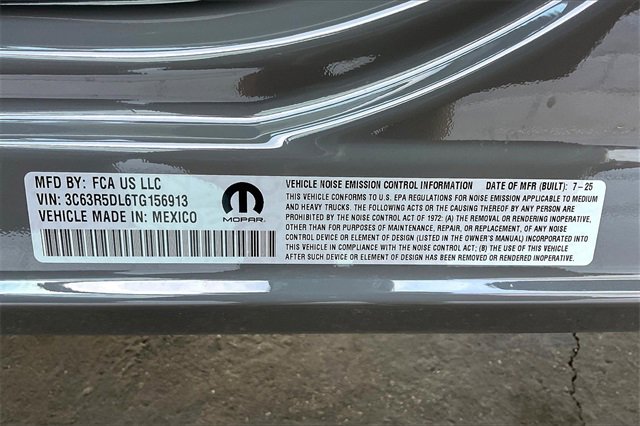 MFD BY: FCA US LLC
VIN: 3C63R5DL6TG156913
VEHICLE MADE IN MEXICO
MOPAR.
VEHICLE NOISE EMISSION CONTROL INFORMATION DATE OF MFR (BUILT): 7-25
THIS VEHICLE CONFORMS TO U.S. EPA REGULATIONS FOR NOISE EMISSION APPLICABLE TO MEDIUM
AND HEAVY TRUCKS. THE FOLLOWING ACTS OR THE CAUSING THEREOF BY ANY PERSON ARE
PROHIBITED BY THE NOISE CONTROL ACT OF 1972: (A) THE REMOVAL OR RENDERING INOPERATIVE,
OTHER THAN FOR PURPOSES OF MAINTENANCE, REPAIR, OR REPLACEMENT, OF ANY NOISE
CONTROL DEVICE OR ELEMENT OF DESIGN (LISTED IN THE OWNER'S MANUAL) INCORPORATED INTO
THIS VEHICLE IN COMPLIANCE WITH THE NOISE CONTROL ACT; (B) THE USE OF THIS VEHICLE
AFTER SUCH DEVICE OR ELEMENT OF DESIGN HAS BEEN REMOVED OR RENDERED INOPERATIVE.